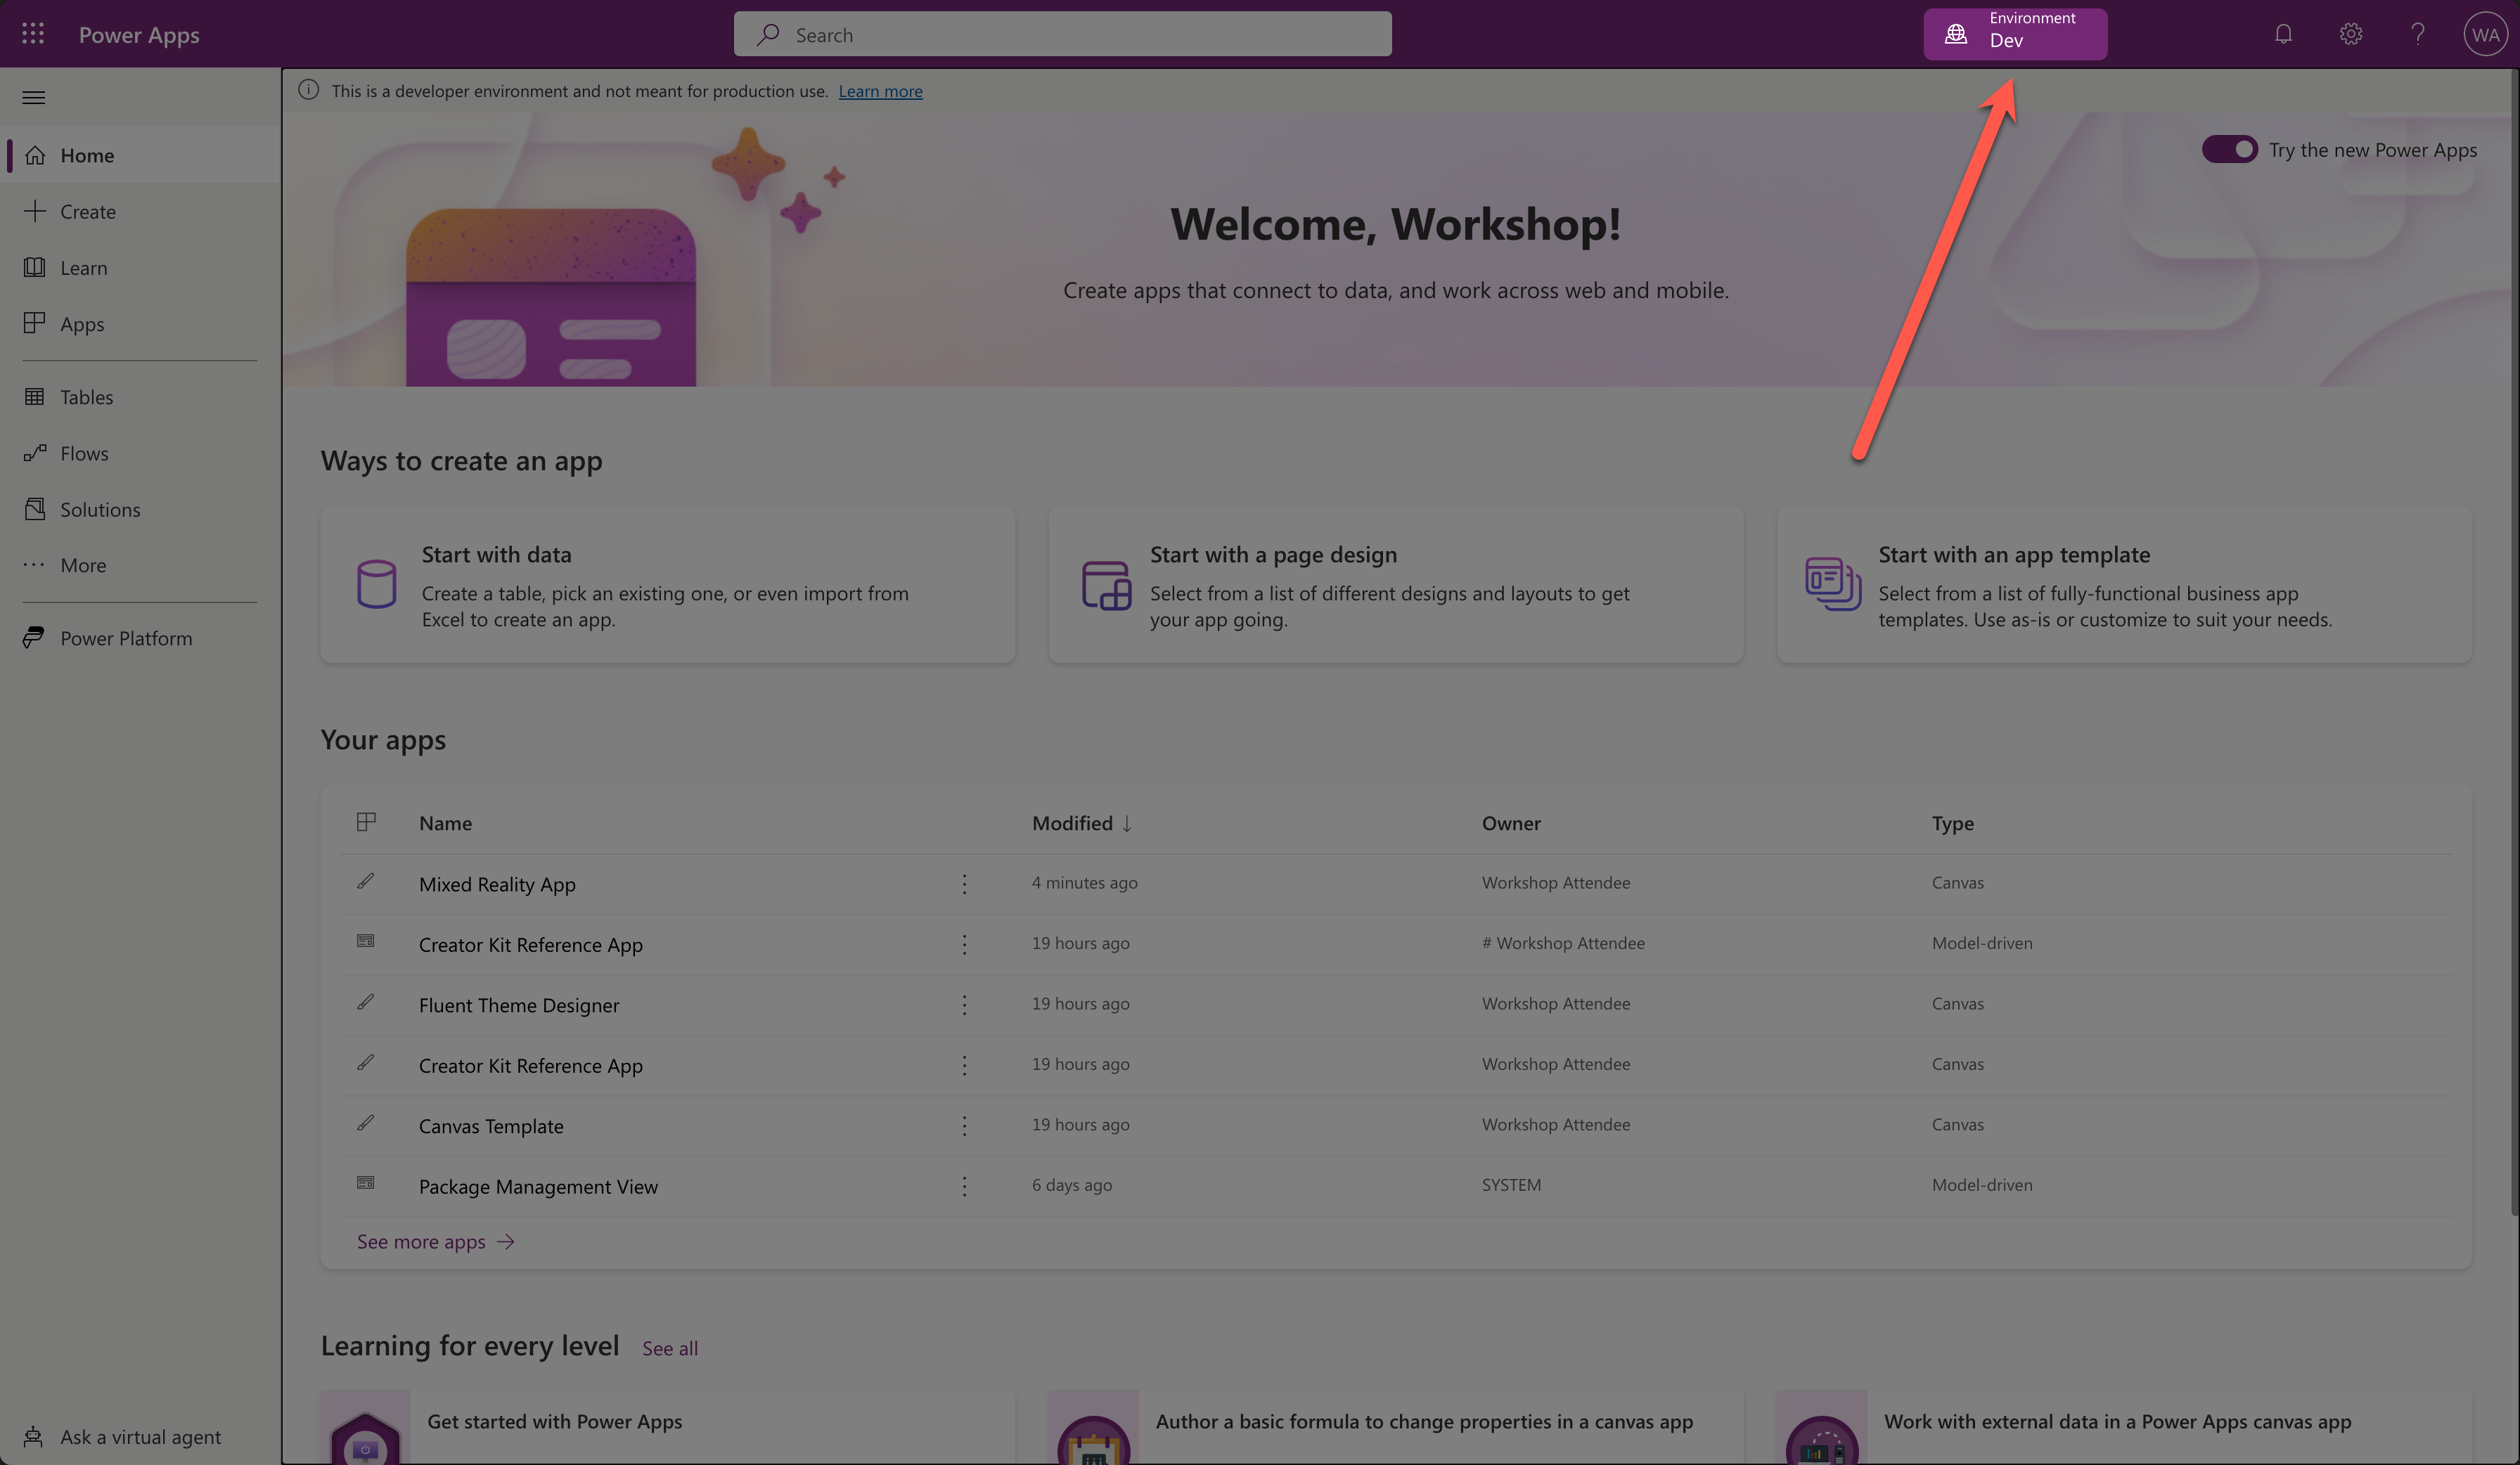 Power Apps
Search
Environment
Dev
WA
This is a developer environment and not meant for production use. Learn more
Try the new Power Apps
Home
Create
Learn
Apps
Tables
Flows
Solutions
More
Power Platform
Ask a virtual agent
Welcome, Workshop!
Create apps that connect to data, and work across web and mobile.
Ways to create an app
Start with data
Create a table, pick an existing one, or even import from
Excel to create an app.
Start with a page design
Select from a list of different designs and layouts to get
your app going.
Start with an app template
Select from a list of fully-functional business app
templates. Use as-is or customize to suit your needs.
Your apps
Name Modified ↓ Owner Type
Mixed Reality App 4 minutes ago Workshop Attendee Canvas
Creator Kit Reference App 19 hours ago # Workshop Attendee Model-driven
Fluent Theme Designer 19 hours ago Workshop Attendee Canvas
Creator Kit Reference App 19 hours ago Workshop Attendee Canvas
Canvas Template 19 hours ago Workshop Attendee Canvas
Package Management View 6 days ago SYSTEM Model-driven
See more apps →
Learning for every level See all
Get started with Power Apps
Author a basic formula to change properties in a canvas app
Work with external data in a Power Apps canvas app